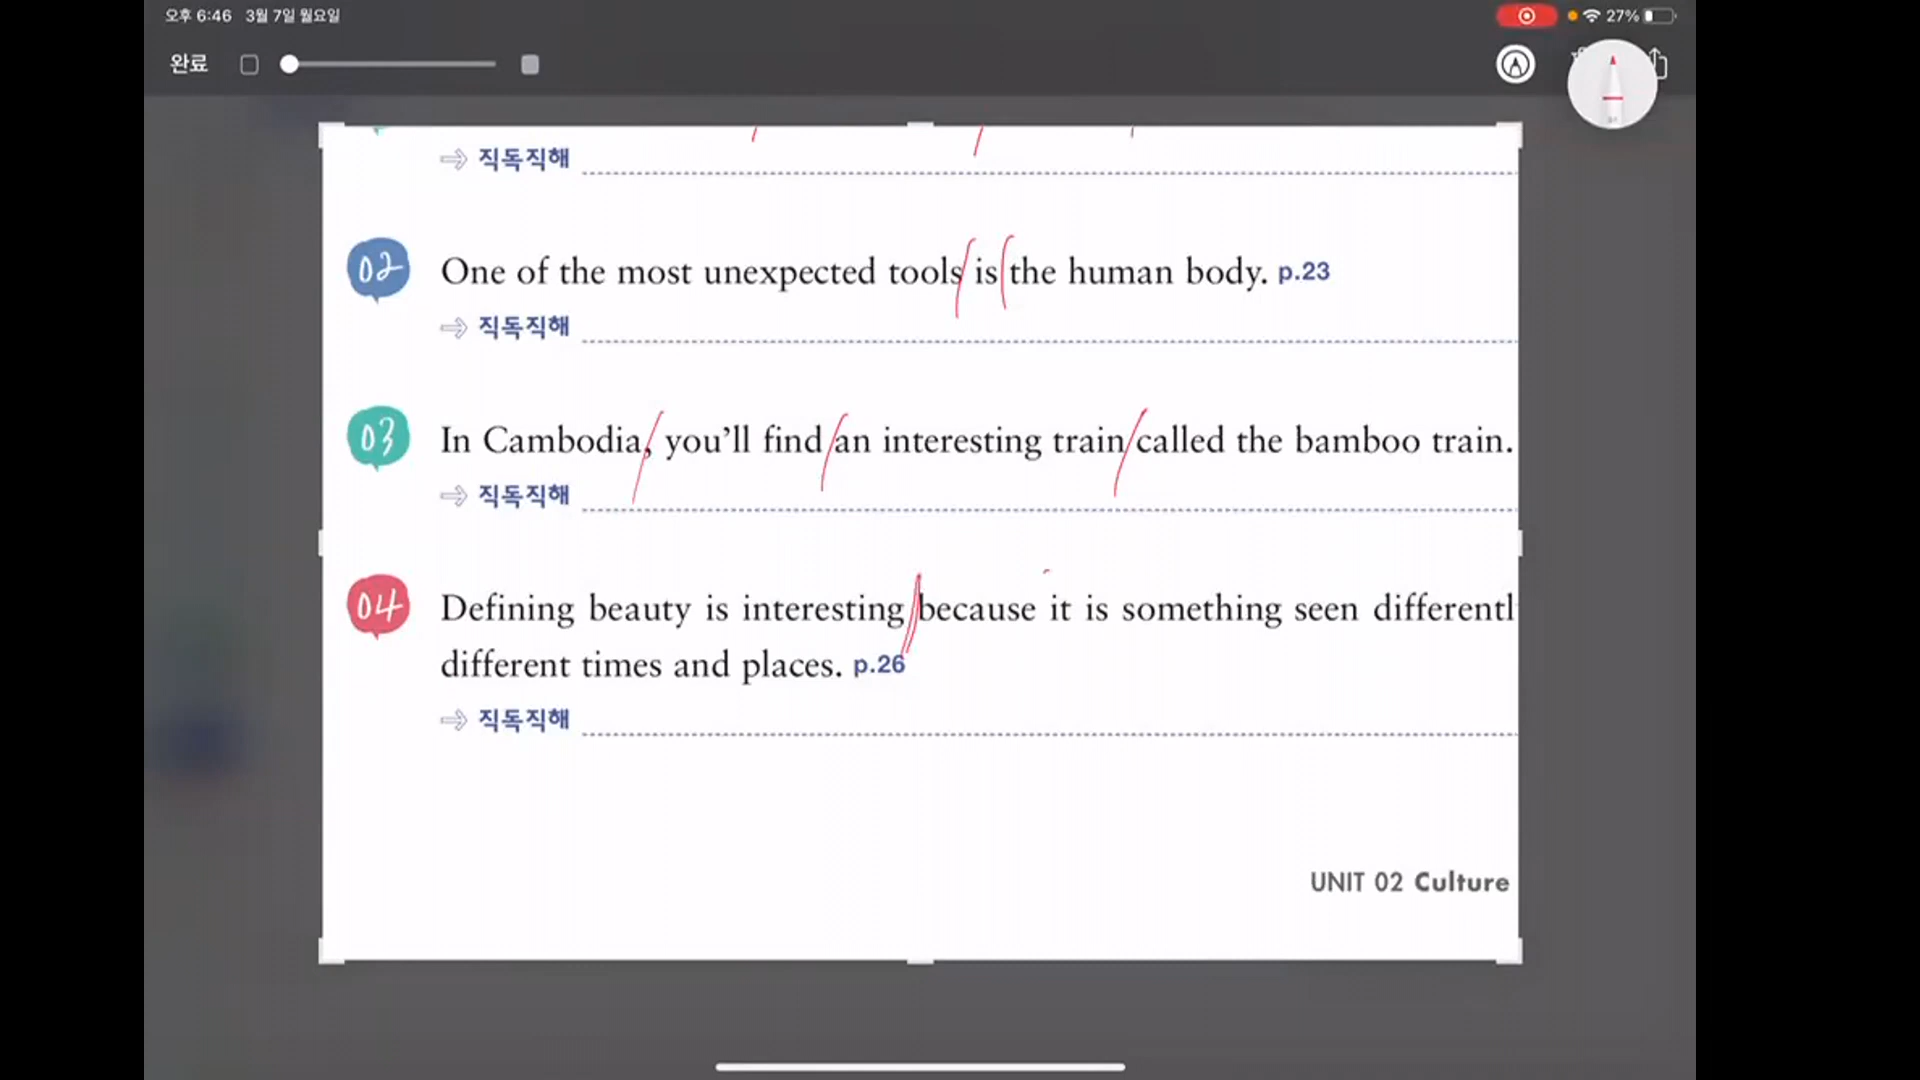 오후 6:46 3월 7일 월요일
27%
완료
⇨ 직독직해
02 One of the most unexpected tools is the human body. p.23
⇨ 직독직해
03 In Cambodia, you'll find an interesting train called the bamboo train.
⇨ 직독직해
04 Defining beauty is interesting because it is something seen differentl
different times and places. p.26
⇨ 직독직해
UNIT 02 Culture